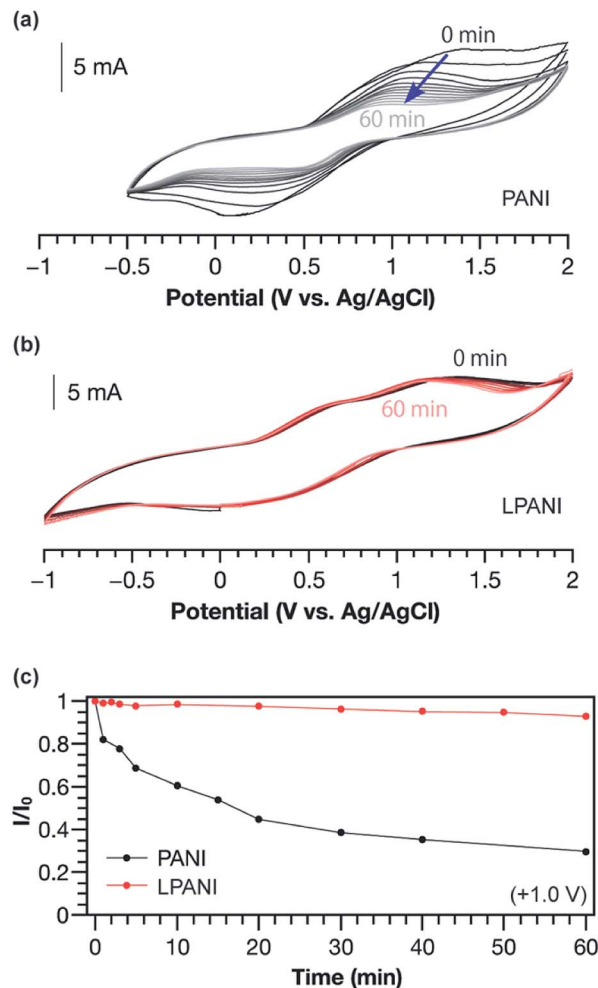 (a)
0 min
5 mA
60 min
PANI
−1 −0.5 0 0.5 1 1.5 2
Potential (V vs. Ag/AgCl)
(b)
0 min
5 mA
60 min
LPANI
−1 −0.5 0 0.5 1 1.5 2
Potential (V vs. Ag/AgCl)
(c)
1
0.8
0.6
I/I0
0.4
PANI
0.2
LPANI
(+1.0 V)
0
0 10 20 30 40 50 60
Time (min)